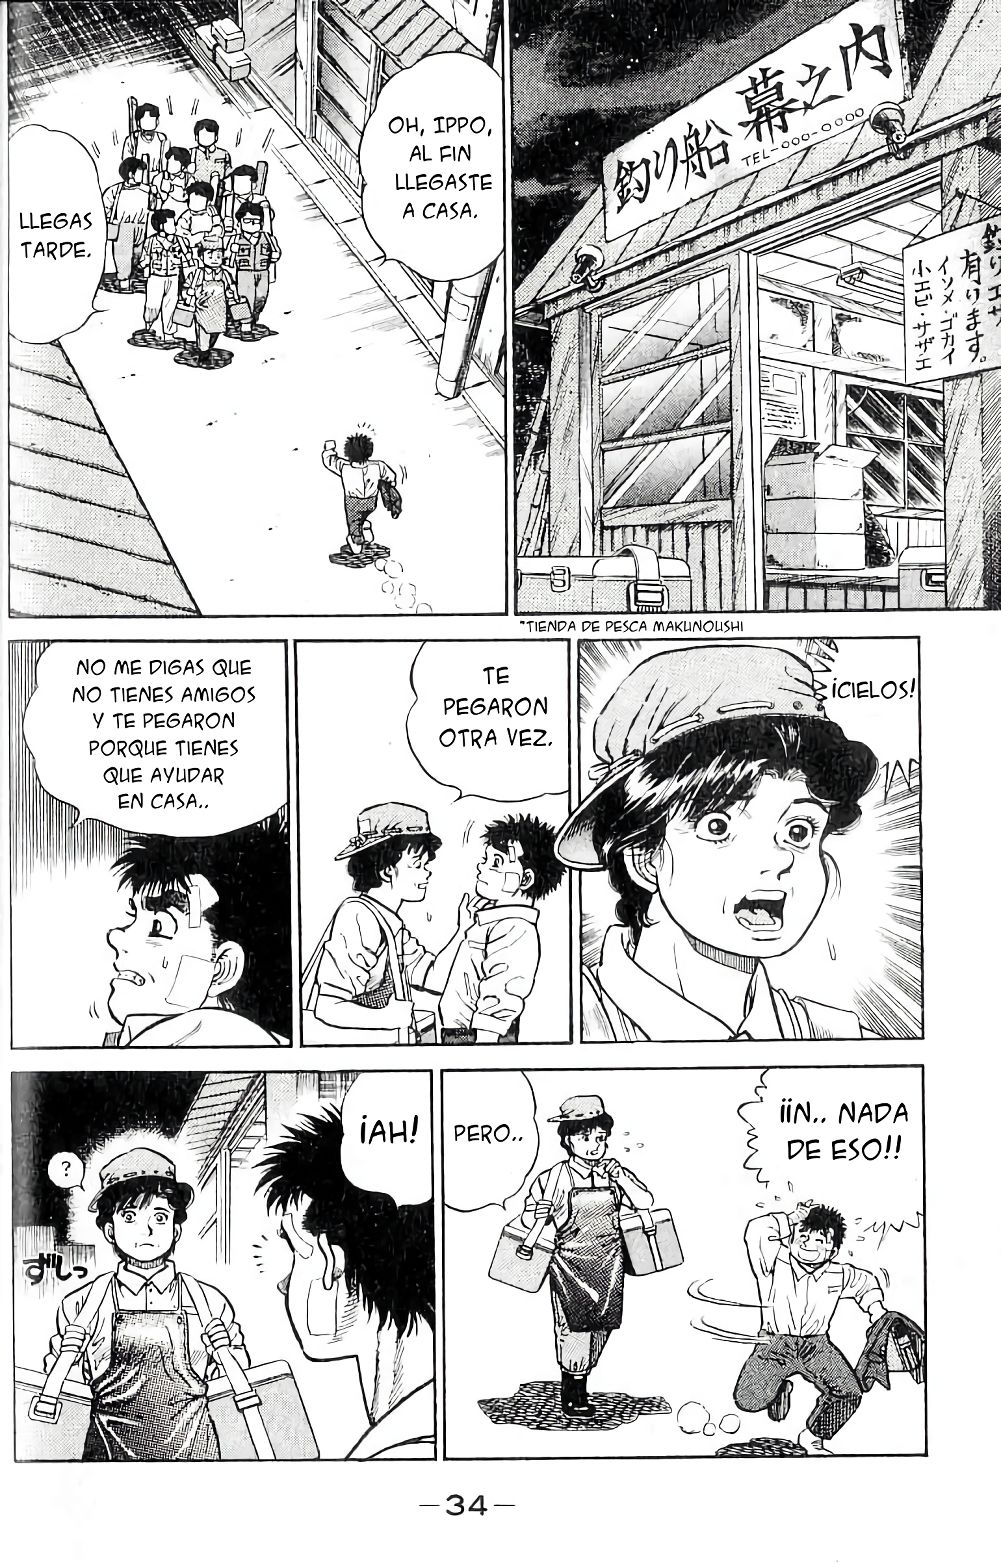 釣り船 幕之内
TEL-000-0000
釣りエサ
有ります。
イソメ・ゴカイ
小エビ・サザエ
OH, IPPO,
AL FIN
LLEGASTE
A CASA.
LLEGAS
TARDE.
*TIENDA DE PESCA MAKUNOUSHI
¡CIELOS!
TE
PEGARON
OTRA VEZ.
NO ME DIGAS QUE
NO TIENES AMIGOS
Y TE PEGARON
PORQUE TIENES
QUE AYUDAR
EN CASA..
¡¡N.. NADA
DE ESO!!
PERO..
¡AH!
?
ずしっ
—34—